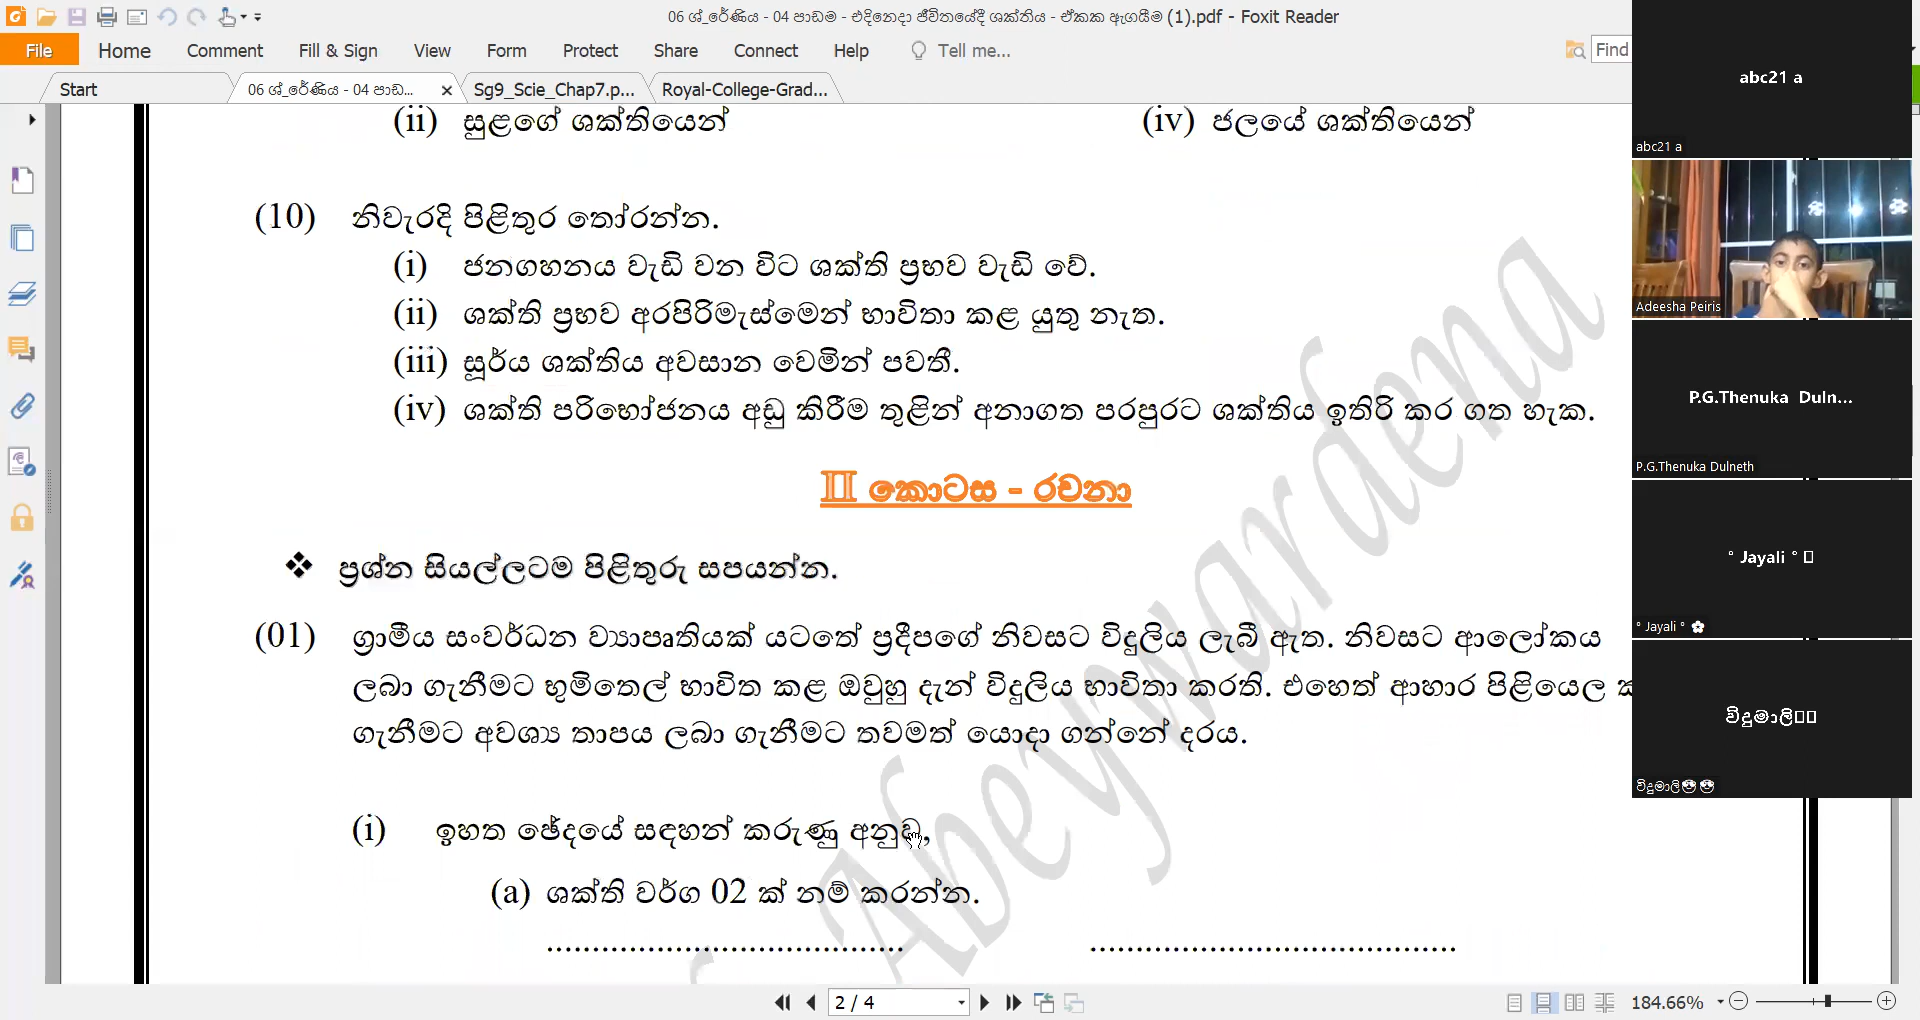 06 ශ්‍රේණිය - 04 පාඩම - එදිනෙදා ජීවිතයේදී ශක්තිය - ඒකක ඇගයීම (1).pdf - Foxit Reader
File Home Comment Fill & Sign View Form Protect Share Connect Help Tell me... Find
Start 06 ශ්‍රේණිය - 04 පාඩ... Sg9_Scie_Chap7.p... Royal-College-Grad...
(ii) සුළගේ ශක්තියෙන් (iv) ජලයේ ශක්තියෙන්
(10) නිවැරදි පිළිතුර තෝරන්න.
(i) ජනගහනය වැඩි වන විට ශක්ති ප්‍රභව වැඩි වේ.
(ii) ශක්ති ප්‍රභව අරපිරිමැස්මෙන් භාවිතා කළ යුතු නැත.
(iii) සූර්ය ශක්තිය අවසාන වෙමින් පවතී.
(iv) ශක්ති පරිභෝජනය අඩු කිරීම තුළින් අනාගත පරපුරට ශක්තිය ඉතිරි කර ගත හැක.
II කොටස - රචනා
ප්‍රශ්න සියල්ලටම පිළිතුරු සපයන්න.
(01) ග්‍රාමීය සංවර්ධන ව්‍යාපෘතියක් යටතේ ප්‍රදීපගේ නිවසට විදුලිය ලැබී ඇත. නිවසට ආලෝකය
ලබා ගැනීමට භූමිතෙල් භාවිත කළ ඔවුහු දැන් විදුලිය භාවිතා කරති. එහෙත් ආහාර පිළියෙල
ගැනීමට අවශ්‍ය තාපය ලබා ගැනීමට තවමත් යොදා ගන්නේ දරය.
(i) ඉහත ඡේදයේ සඳහන් කරුණු අනුව,
(a) ශක්ති වර්ග 02 ක් නම් කරන්න.
....................................... ........................................
Abeywardena
2 / 4
184.66%
abc21 a
abc21 a
Adeesha Peiris
P.G.Thenuka Duln...
P.G.Thenuka Dulneth
° Jayali °
° Jayali °
විදුමාලි
විදුමාලි😎😎